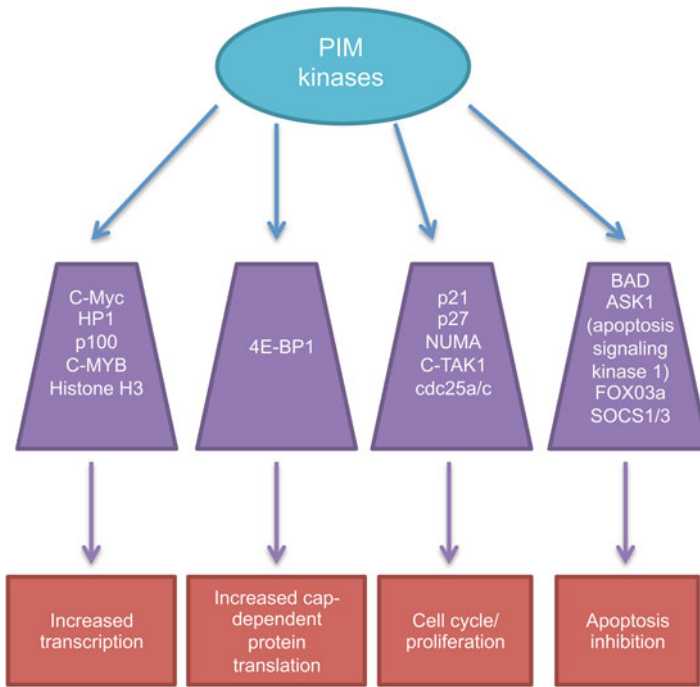 PIM
kinases
C-Myc
HP1
p100
C-MYB
Histone H3
4E-BP1
p21
p27
NUMA
C-TAK1
cdc25a/c
BAD
ASK1
(apoptosis
signaling
kinase 1)
FOX03a
SOCS1/3
Increased
transcription
Increased cap-
dependent
protein
translation
Cell cycle/
proliferation
Apoptosis
inhibition